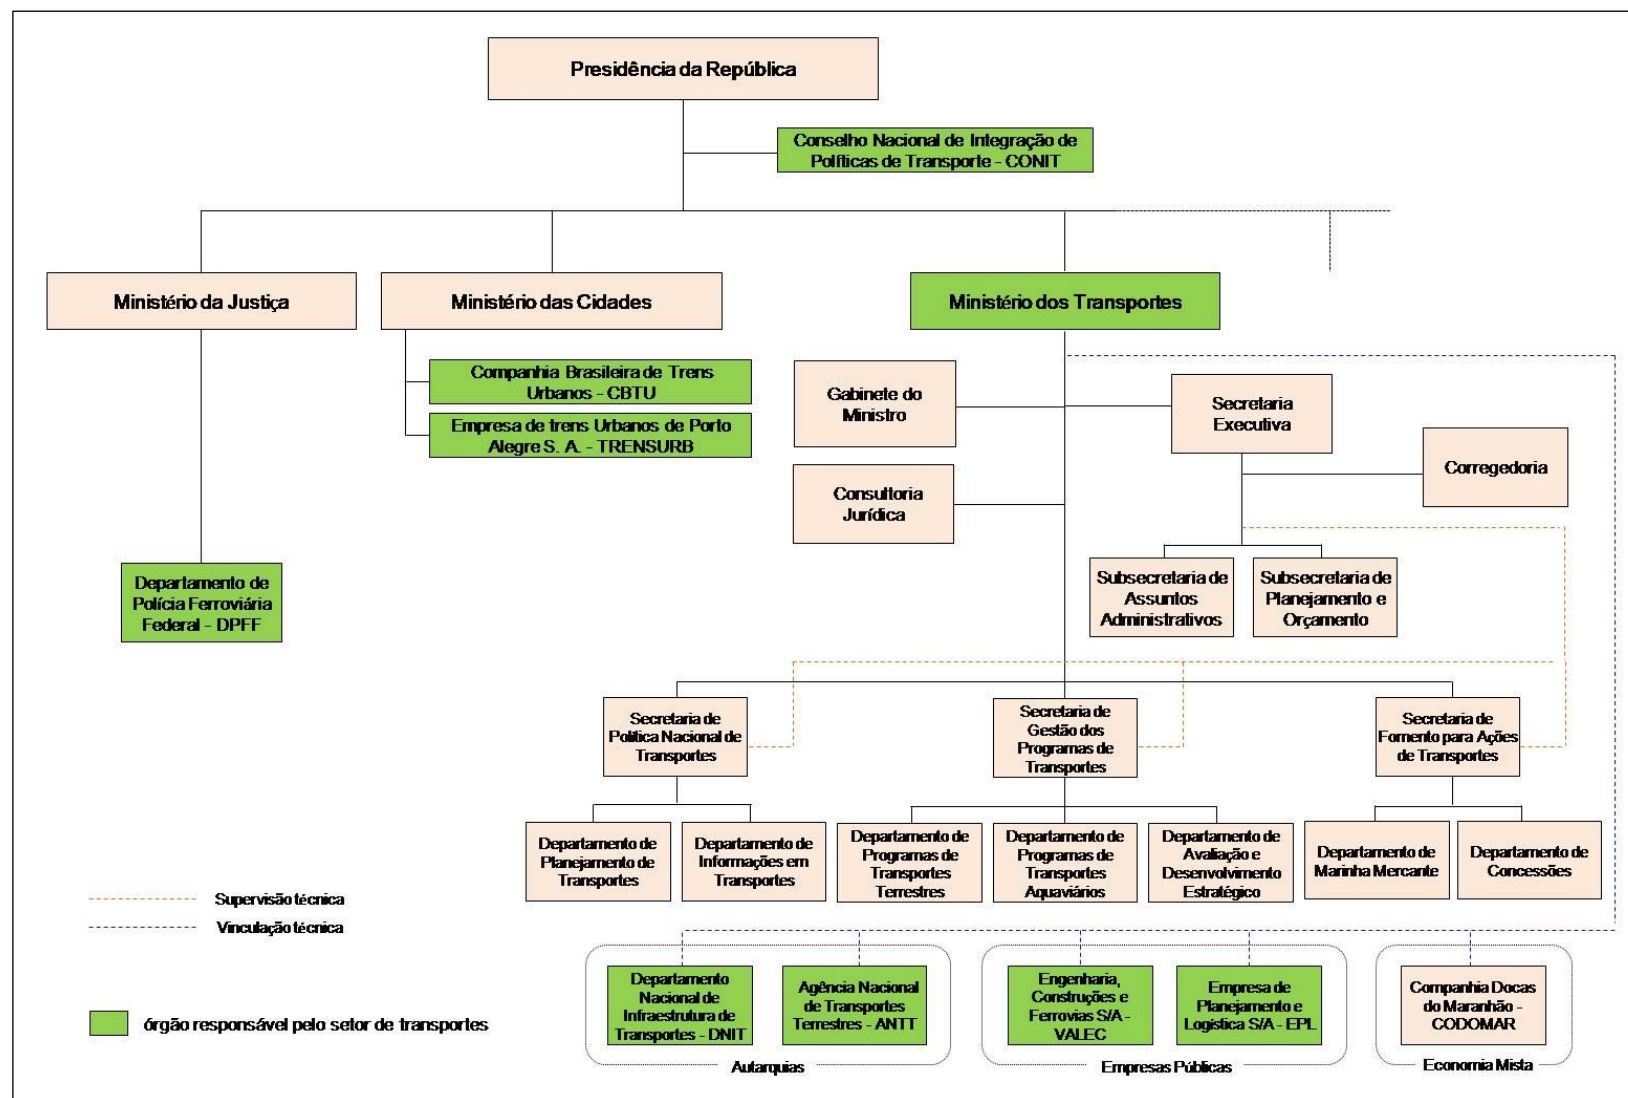 Presidência da República
Conselho Nacional de Integração de
Políticas de Transporte - CONIT
Ministério da Justiça
Ministério das Cidades
Ministério dos Transportes
Companhia Brasileira de Trens
Urbanos - CBTU
Empresa de trens Urbanos de Porto
Alegre S. A. - TRENSURB
Gabinete do
Ministro
Secretaria
Executiva
Corregedoria
Consultoria
Jurídica
Departamento de
Polícia Ferroviária
Federal - DPFF
Subsecretaria de
Assuntos
Administrativos
Subsecretaria de
Planejamento e
Orçamento
Secretaria de
Política Nacional de
Transportes
Secretaria de
Gestão dos
Programas de
Transportes
Secretaria de
Fomento para Ações
de Transportes
Departamento de
Planejamento de
Transportes
Departamento de
Informações em
Transportes
Departamento de
Programas de
Transportes
Terrestres
Departamento de
Programas de
Transportes
Aquaviários
Departamento de
Avaliação e
Desenvolvimento
Estratégico
Departamento de
Marinha Mercante
Departamento de
Concessões
Supervisão técnica
Vinculação técnica
órgão responsável pelo setor de transportes
Departamento
Nacional de
Infraestrutura de
Transportes - DNIT
Agência Nacional
de Transportes
Terrestres - ANTT
Autarquias
Engenharia,
Construções e
Ferrovias S/A -
VALEC
Empresa de
Planejamento e
Logística S/A - EPL
Empresas Públicas
Companhia Docas
do Maranhão -
CODOMAR
Economia Mista